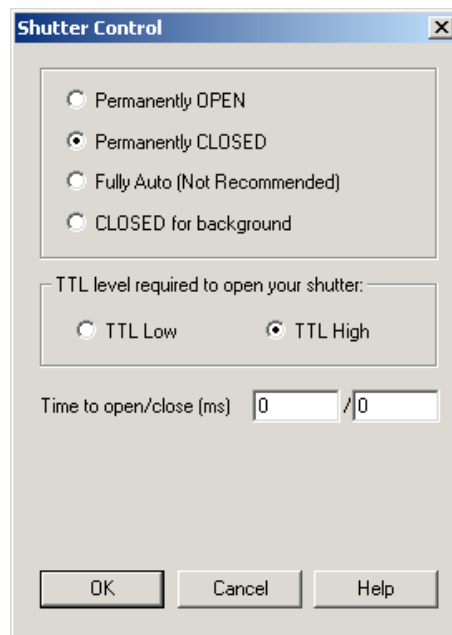 Shutter Control
Permanently OPEN
Permanently CLOSED
Fully Auto (Not Recommended)
CLOSED for background
TTL level required to open your shutter:
TTL Low TTL High
Time to open/close (ms) 0 / 0
OK Cancel Help